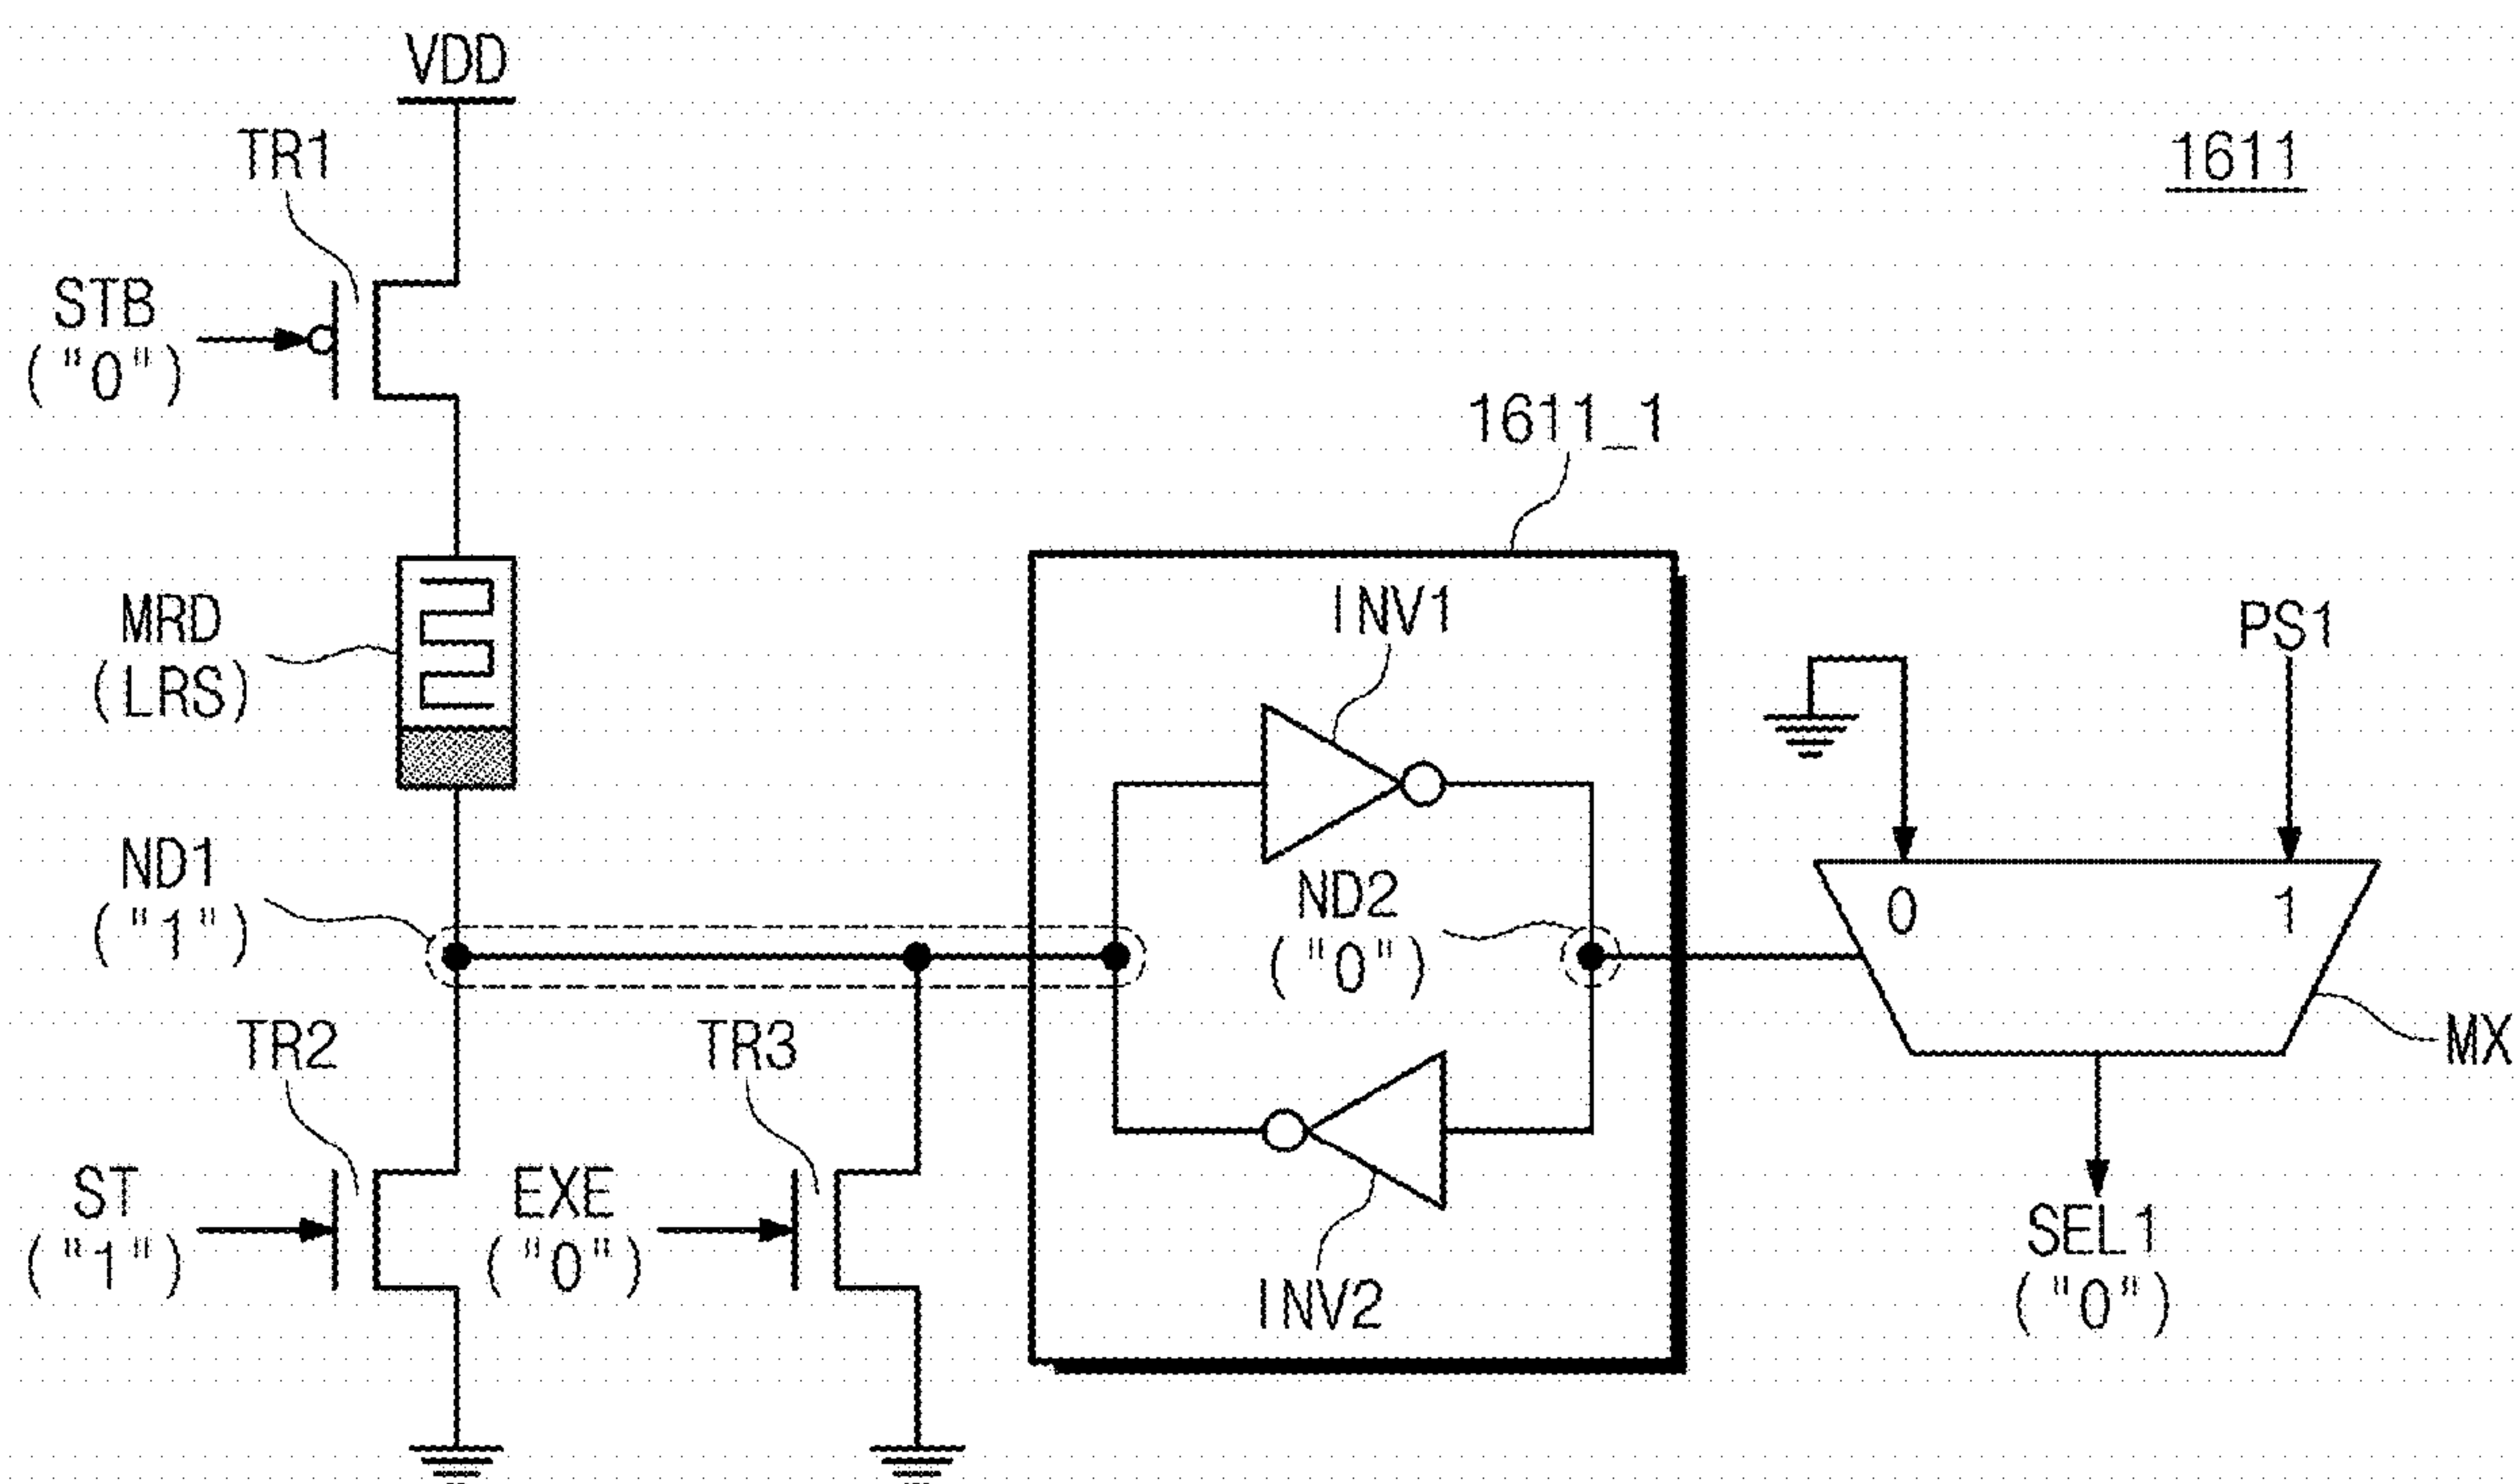 VDD
TR1
1611
STB
("0")
1611_1
MRD
(LRS)
INV1
PS1
ND1
("1")
ND2
("0")
0
1
TR2
TR3
MX
ST
("1")
EXE
("0")
INV2
SEL1
("0")